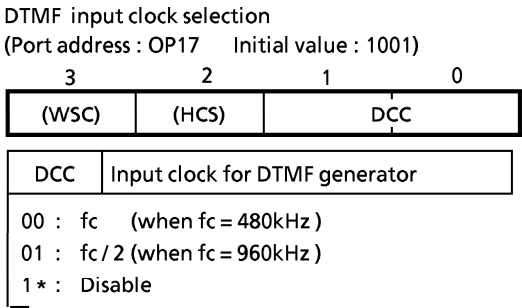 DTMF input clock selection
(Port address : OP17 Initial value : 1001)
3 2 1 0
(WSC) (HCS) DCC
DCC Input clock for DTMF generator
00 : fc (when fc = 480kHz )
01 : fc / 2 (when fc = 960kHz )
1 * : Disable